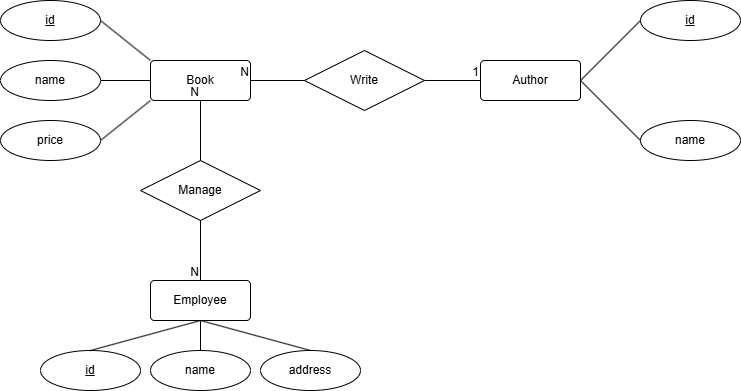 id
id
name
Book
N
Write
1
Author
N
price
name
Manage
N
Employee
id
name
address